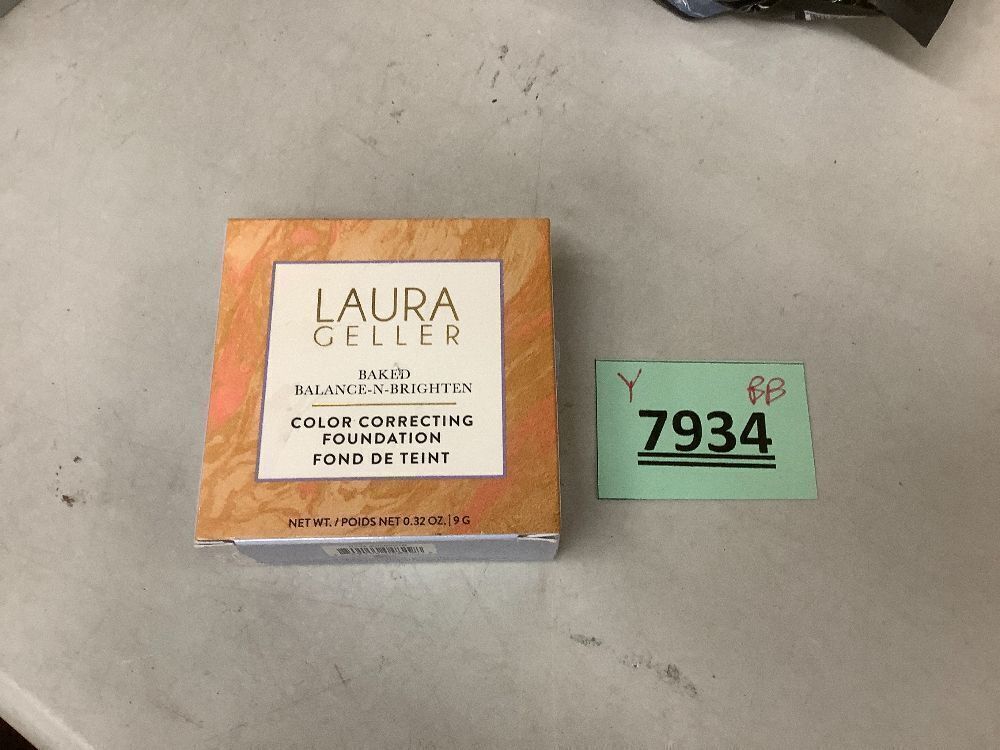 LAURA
GELLER
BAKED
BALANCE-N-BRIGHTEN
COLOR CORRECTING
FOUNDATION
FOND DE TEINT
NET WT. / POIDS NET 0.32 OZ. | 9 G
Y BB
7934